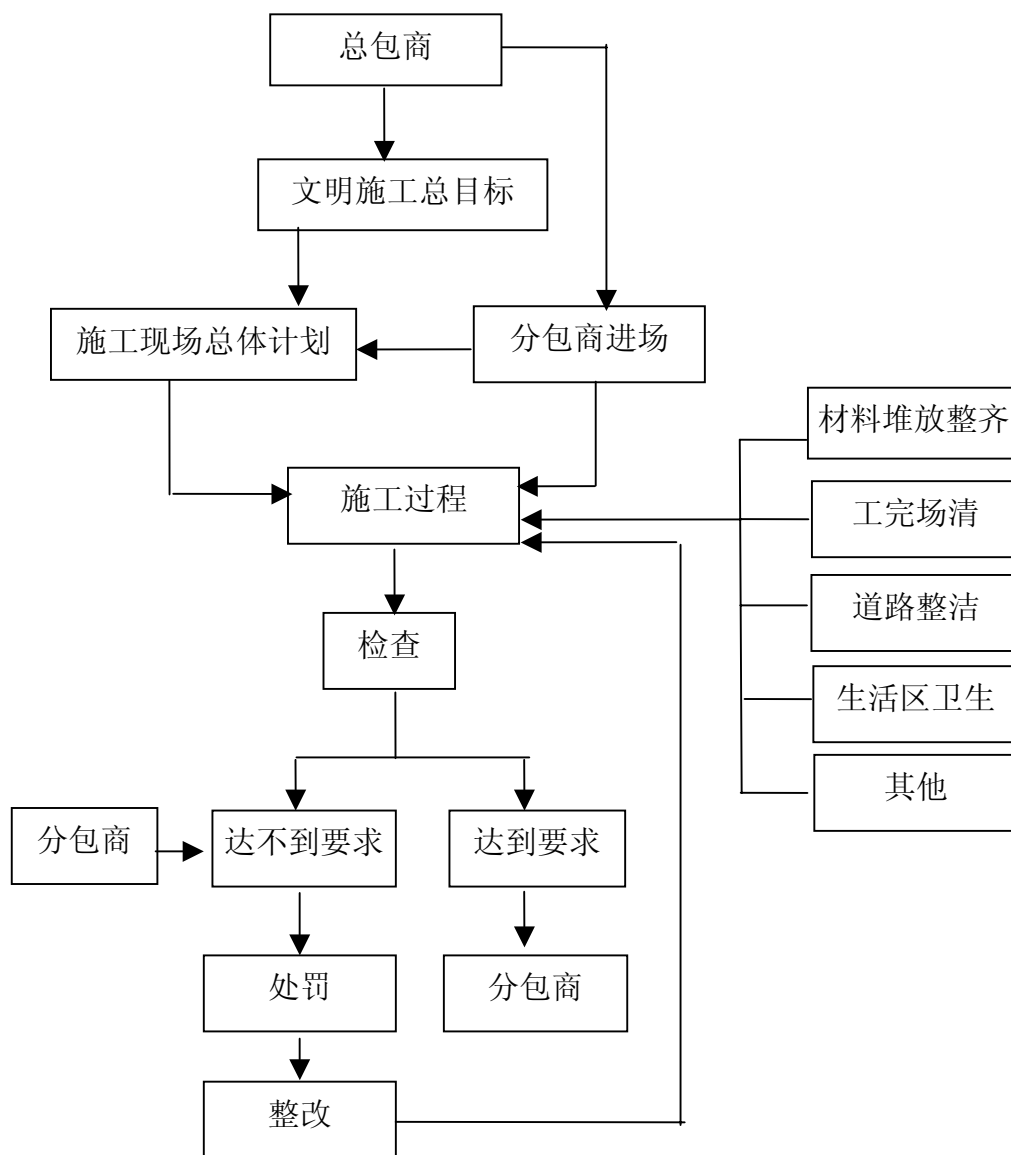 总包商
文明施工总目标
施工现场总体计划
分包商进场
材料堆放整齐
施工过程
工完场清
道路整洁
检查
生活区卫生
其他
分包商
达不到要求
达到要求
处罚
分包商
整改